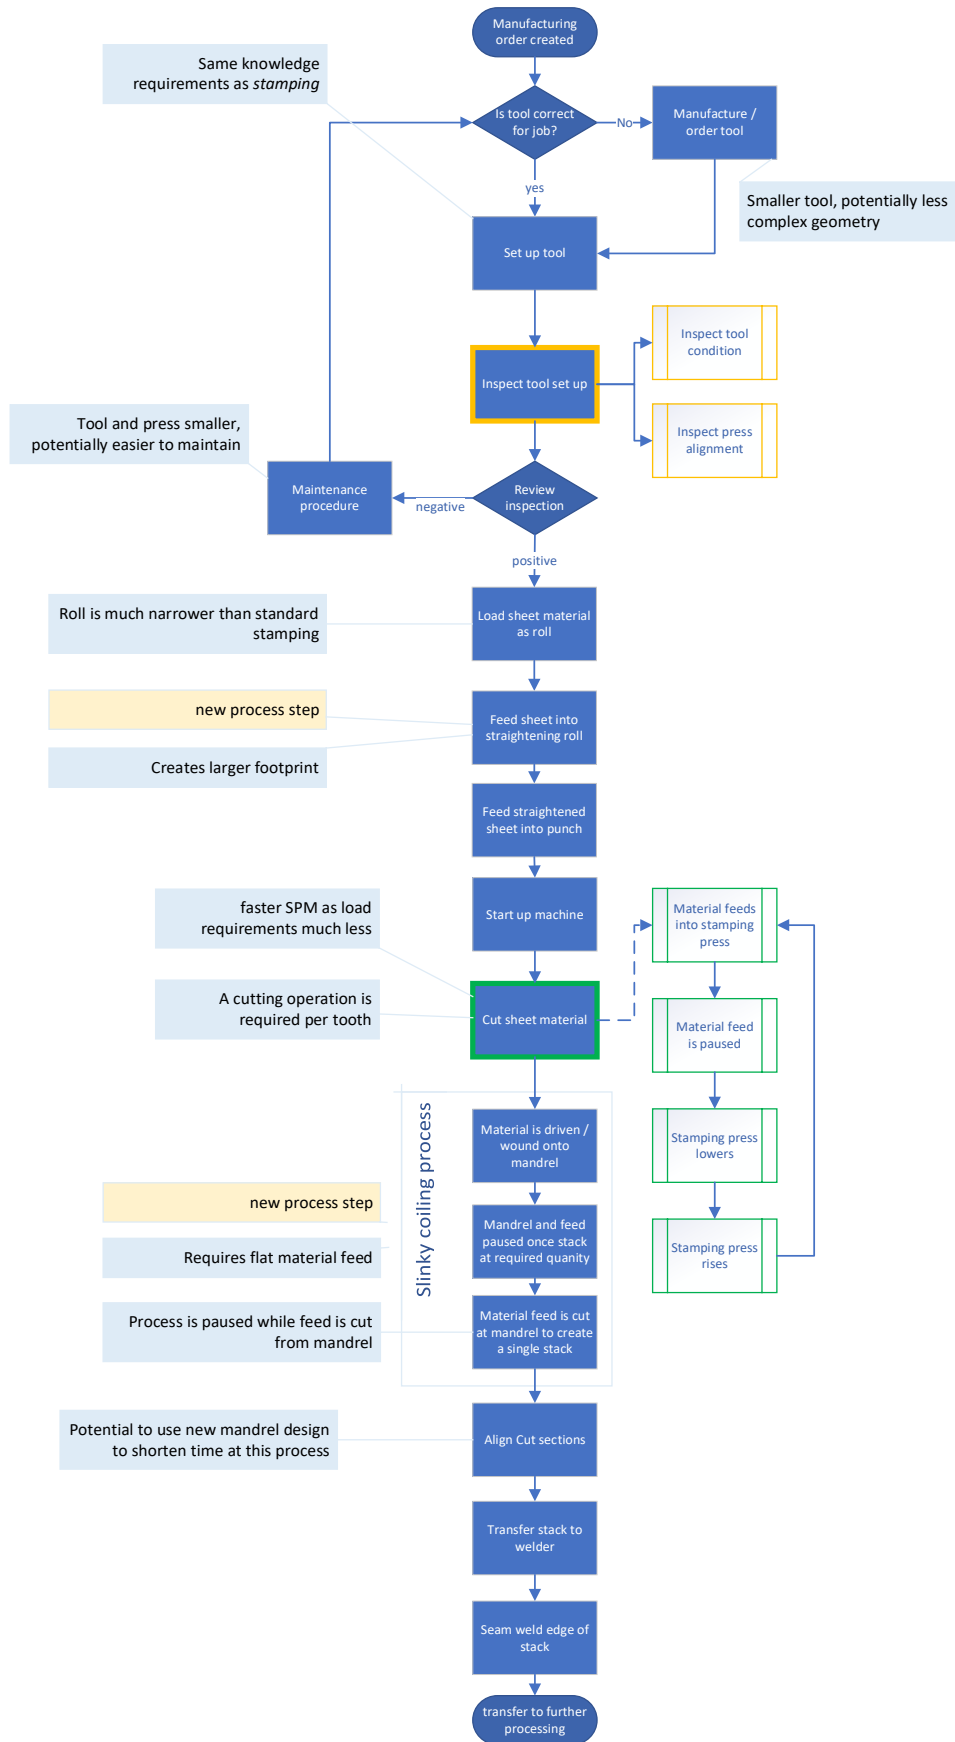 Manufacturing
order created
Same knowledge
requirements as stamping
Is tool correct
for job?
No
Manufacture /
order tool
yes
Smaller tool, potentially less
complex geometry
Set up tool
Inspect tool
condition
Inspect tool set up
Inspect press
alignment
Tool and press smaller,
potentially easier to maintain
Maintenance
procedure
negative
Review
inspection
positive
Roll is much narrower than standard
stamping
Load sheet material
as roll
new process step
Feed sheet into
straightening roll
Creates larger footprint
Feed straightened
sheet into punch
faster SPM as load
requirements much less
Start up machine
Material feeds
into stamping
press
A cutting operation is
required per tooth
Cut sheet material
Material feed
is paused
Slinky coiling process
Material is driven /
wound onto
mandrel
Stamping press
lowers
new process step
Mandrel and feed
paused once stack
at required quanity
Requires flat material feed
Stamping press
rises
Process is paused while feed is cut
from mandrel
Material feed is cut
at mandrel to create
a single stack
Potential to use new mandrel design
to shorten time at this process
Align Cut sections
Transfer stack to
welder
Seam weld edge of
stack
transfer to further
processing